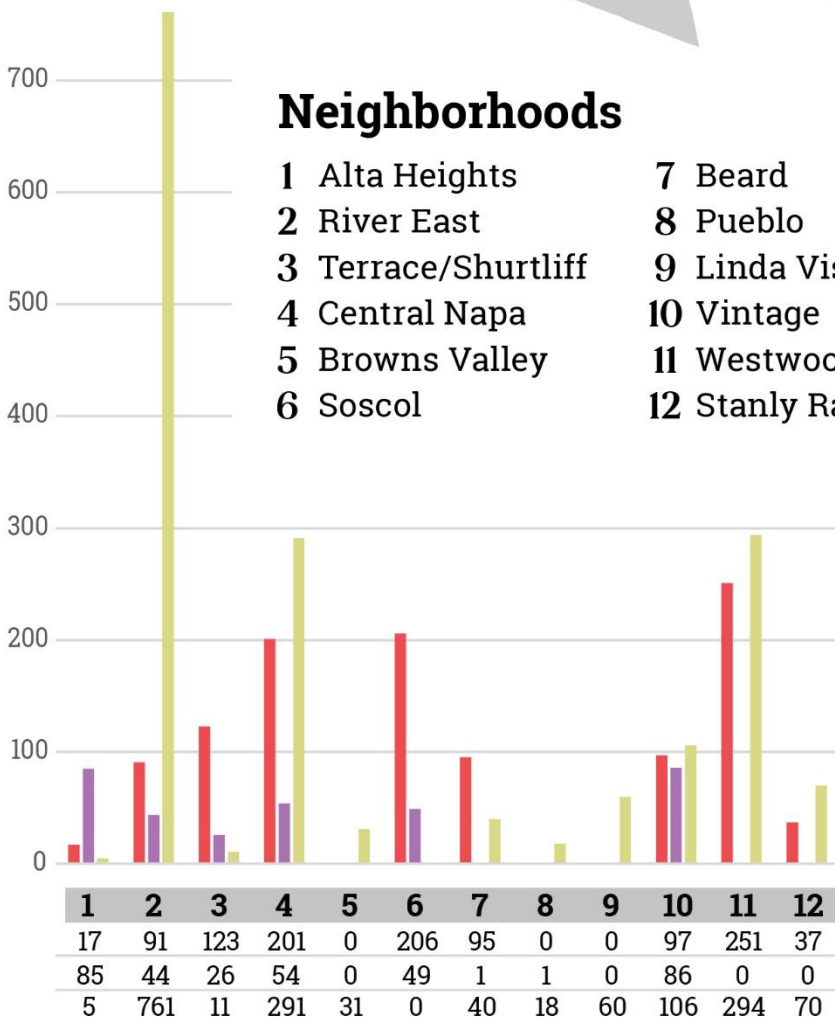 Neighborhoods
1 Alta Heights
2 River East
3 Terrace/Shurtliff
4 Central Napa
5 Browns Valley
6 Soscol
7 Beard
8 Pueblo
9 Linda
10 Vintage
11
12 Stanly
700
600
500
400
300
200
100
0
1 2 3 4 5 6 7 8 9 10 11 12
17 91 123 201 0 206 95 0 0 97 251 37
85 44 26 54 0 49 1 1 0 86 0 0
5 761 11 291 31 0 40 18 60 106 294 70